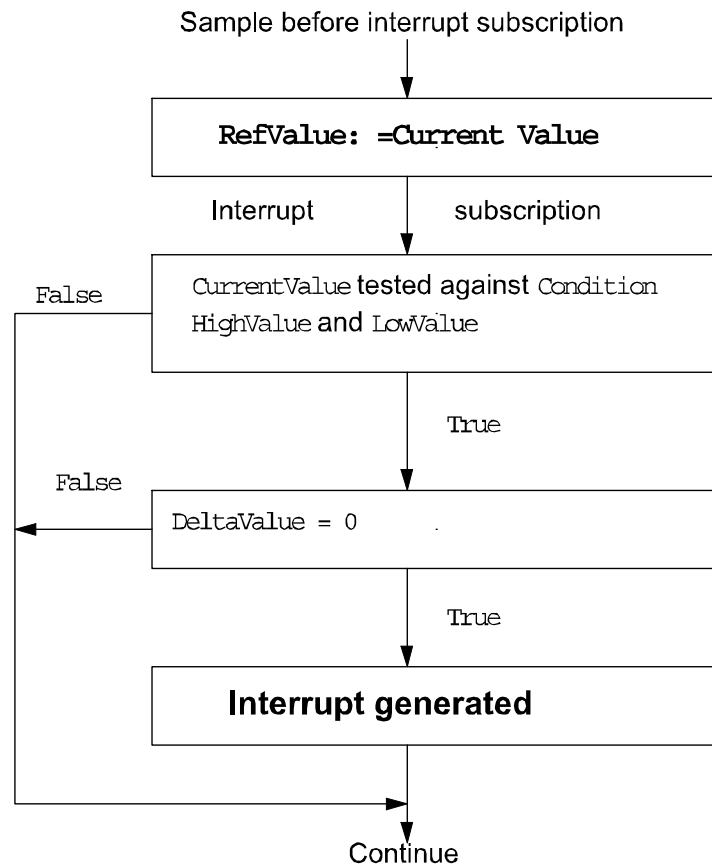 Sample before interrupt subscription
RefValue: =Current Value
Interrupt subscription
False
CurrentValue tested against Condition
HighValue and LowValue
True
False
DeltaValue = 0
True
Interrupt generated
Continue